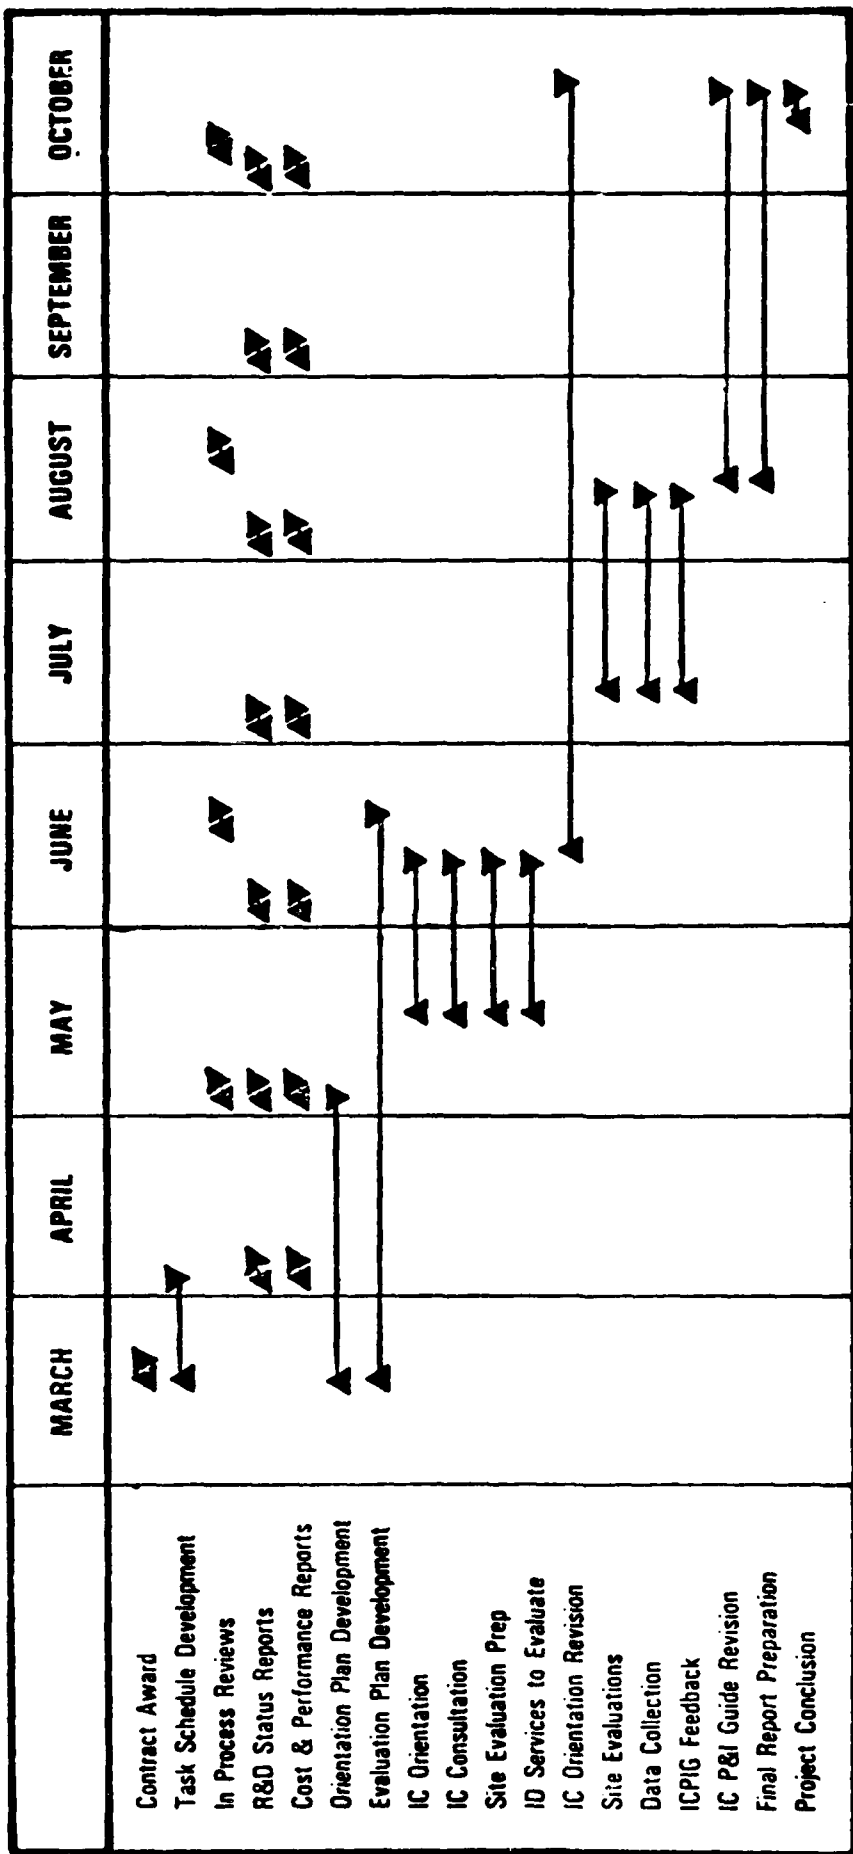 MARCH
APRIL
MAY
JUNE
JULY
AUGUST
SEPTEMBER
OCTOBER
Contract Award
Task Schedule Development
In Process Reviews
R&D Status Reports
Cost & Performance Reports
Orientation Plan Development
Evaluation Plan Development
IC Orientation
IC Consultation
Site Evaluation Prep
ID Services to Evaluate
IC Orientation Revision
Site Evaluations
Data Collection
ICPIG Feedback
IC P&I Guide Revision
Final Report Preparation
Project Conclusion